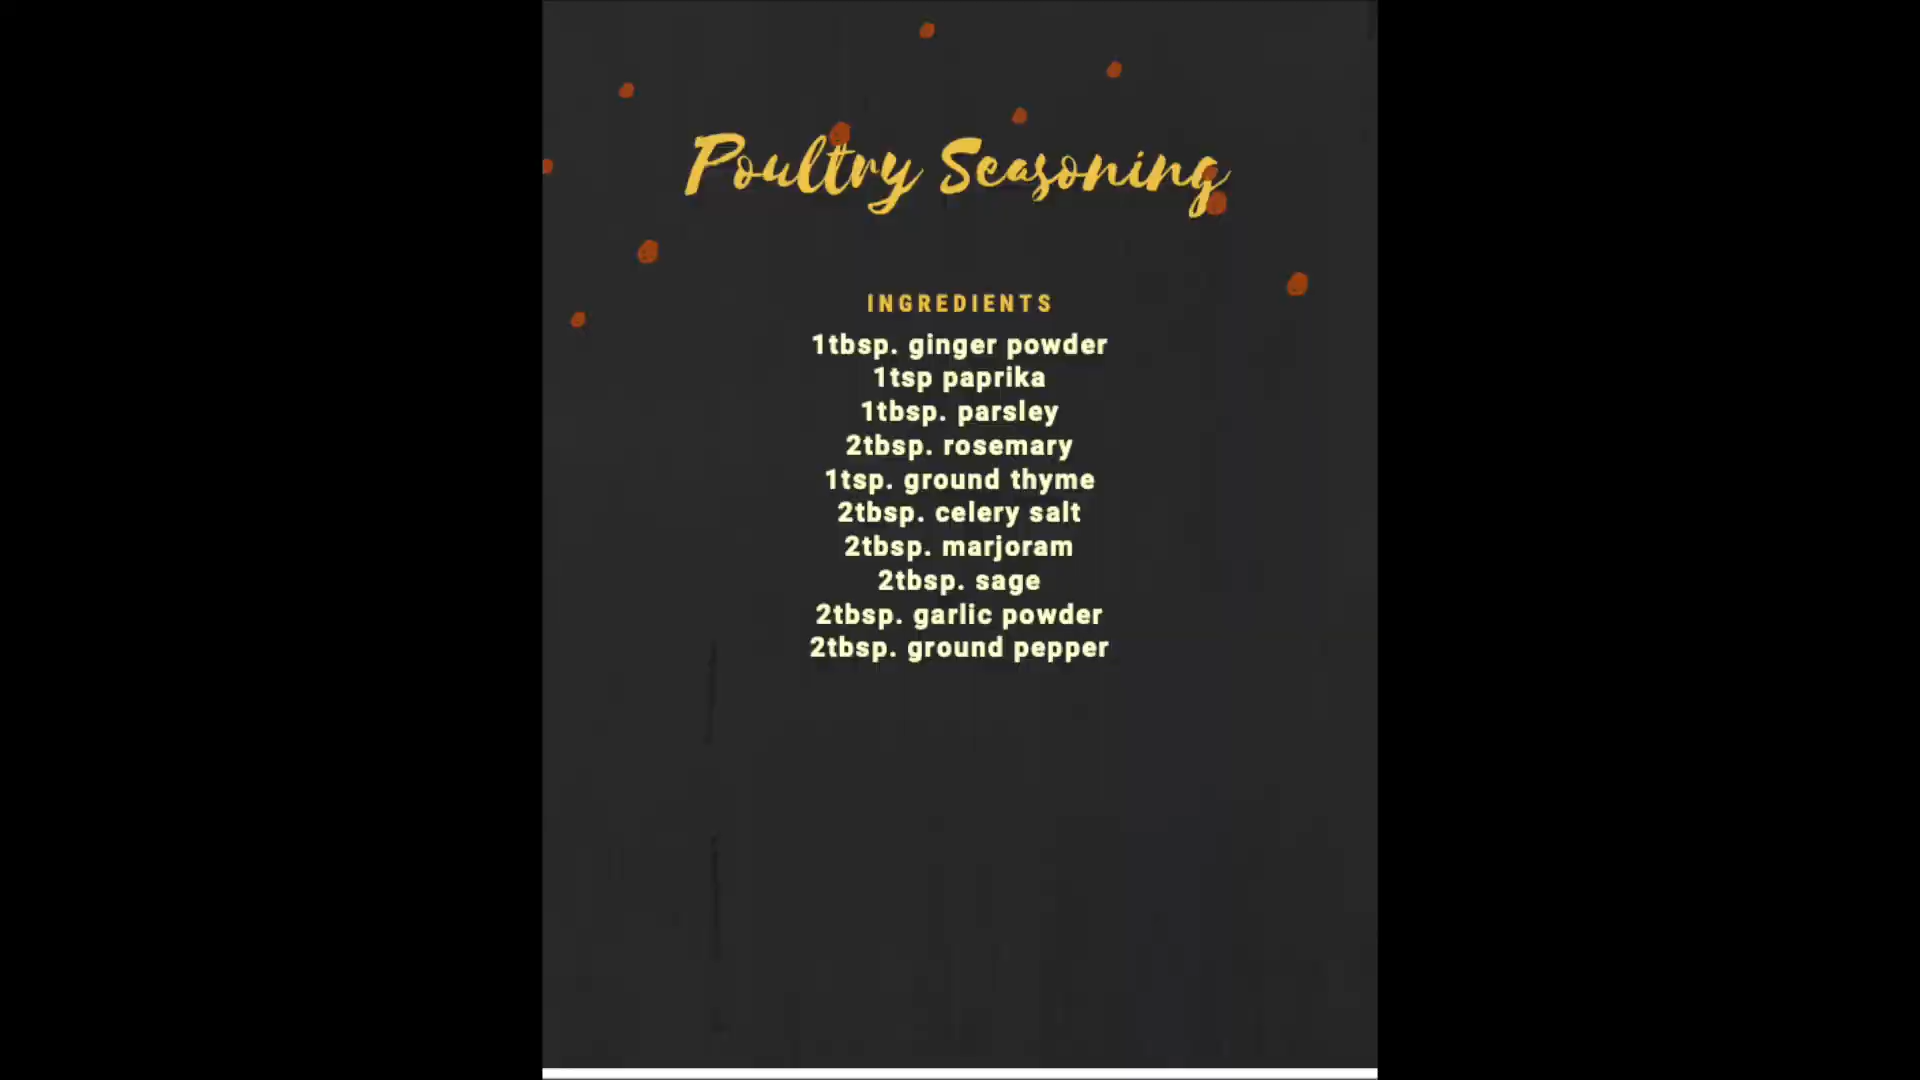 Poultry Seasoning
INGREDIENTS
1tbsp. ginger powder
1tsp paprika
1tbsp. parsley
2tbsp. rosemary
1tsp. ground thyme
2tbsp. celery salt
2tbsp. marjoram
2tbsp. sage
2tbsp. garlic powder
2tbsp. ground pepper